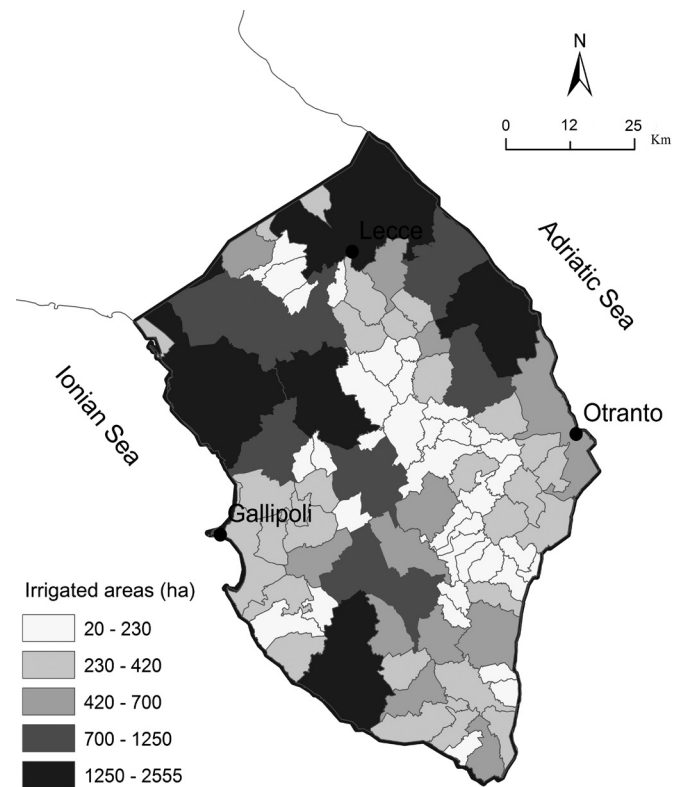 N
0 12 25
Km
Lecce
Adriatic Sea
Ionian Sea
Otranto
Gallipoli
Irrigated areas (ha)
20 - 230
230 - 420
420 - 700
700 - 1250
1250 - 2555